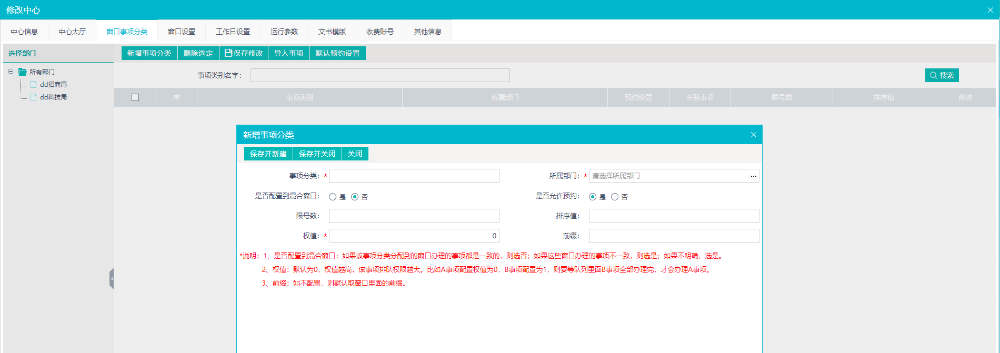 修改中心
中心信息 中心大厅 窗口事项分类 窗口设置 工作日设置 运行参数 文书模版 收费账号 其他信息
选择部门
新增事项分类 删除选定 保存修改 导入事项 默认预约设置
所有部门
dd招商局
dd科技局
事项类别名字：
搜索
序 事项类别 所属部门 预约设置 关联事项 限号数 排序值 修改
新增事项分类
保存并新建 保存并关闭 关闭
事项分类：* 所属部门：* 请选择所属部门 ...
是否配置到混合窗口： 是 否 是否允许预约： 是 否
限号数： 排序值：
权值：* 0 前缀：
*说明：1、是否配置到混合窗口；如果该事项分类分配到的窗口办理的事项都是一致的，则选否；如果这些窗口办理的事项不一致，则选是；如果不明确，选是。
2、权值：默认为0，权值越高，该事项排队权限越大。比如A事项配置权值为0，B事项配置为1，则要等队列里面B事项全部办理完，才会办理A事项。
3、前缀：如不配置，则默认取窗口里面的前缀。